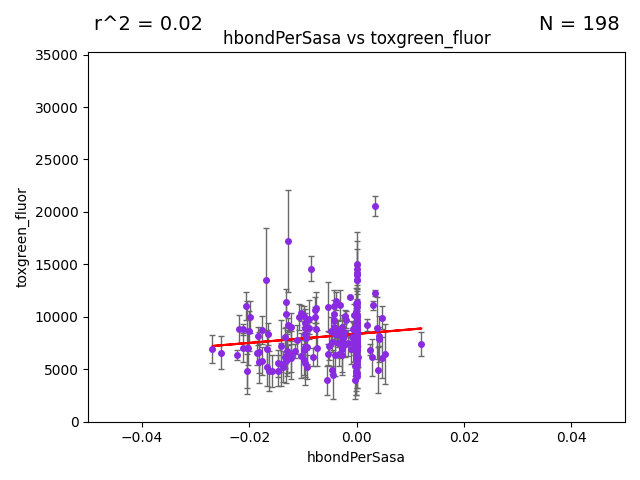 r^2 = 0.02
N = 198
hbondPerSasa vs toxgreen_fluor
toxgreen_fluor
35000
30000
25000
20000
15000
10000
5000
0
−0.04
−0.02
0.00
0.02
0.04
hbondPerSasa